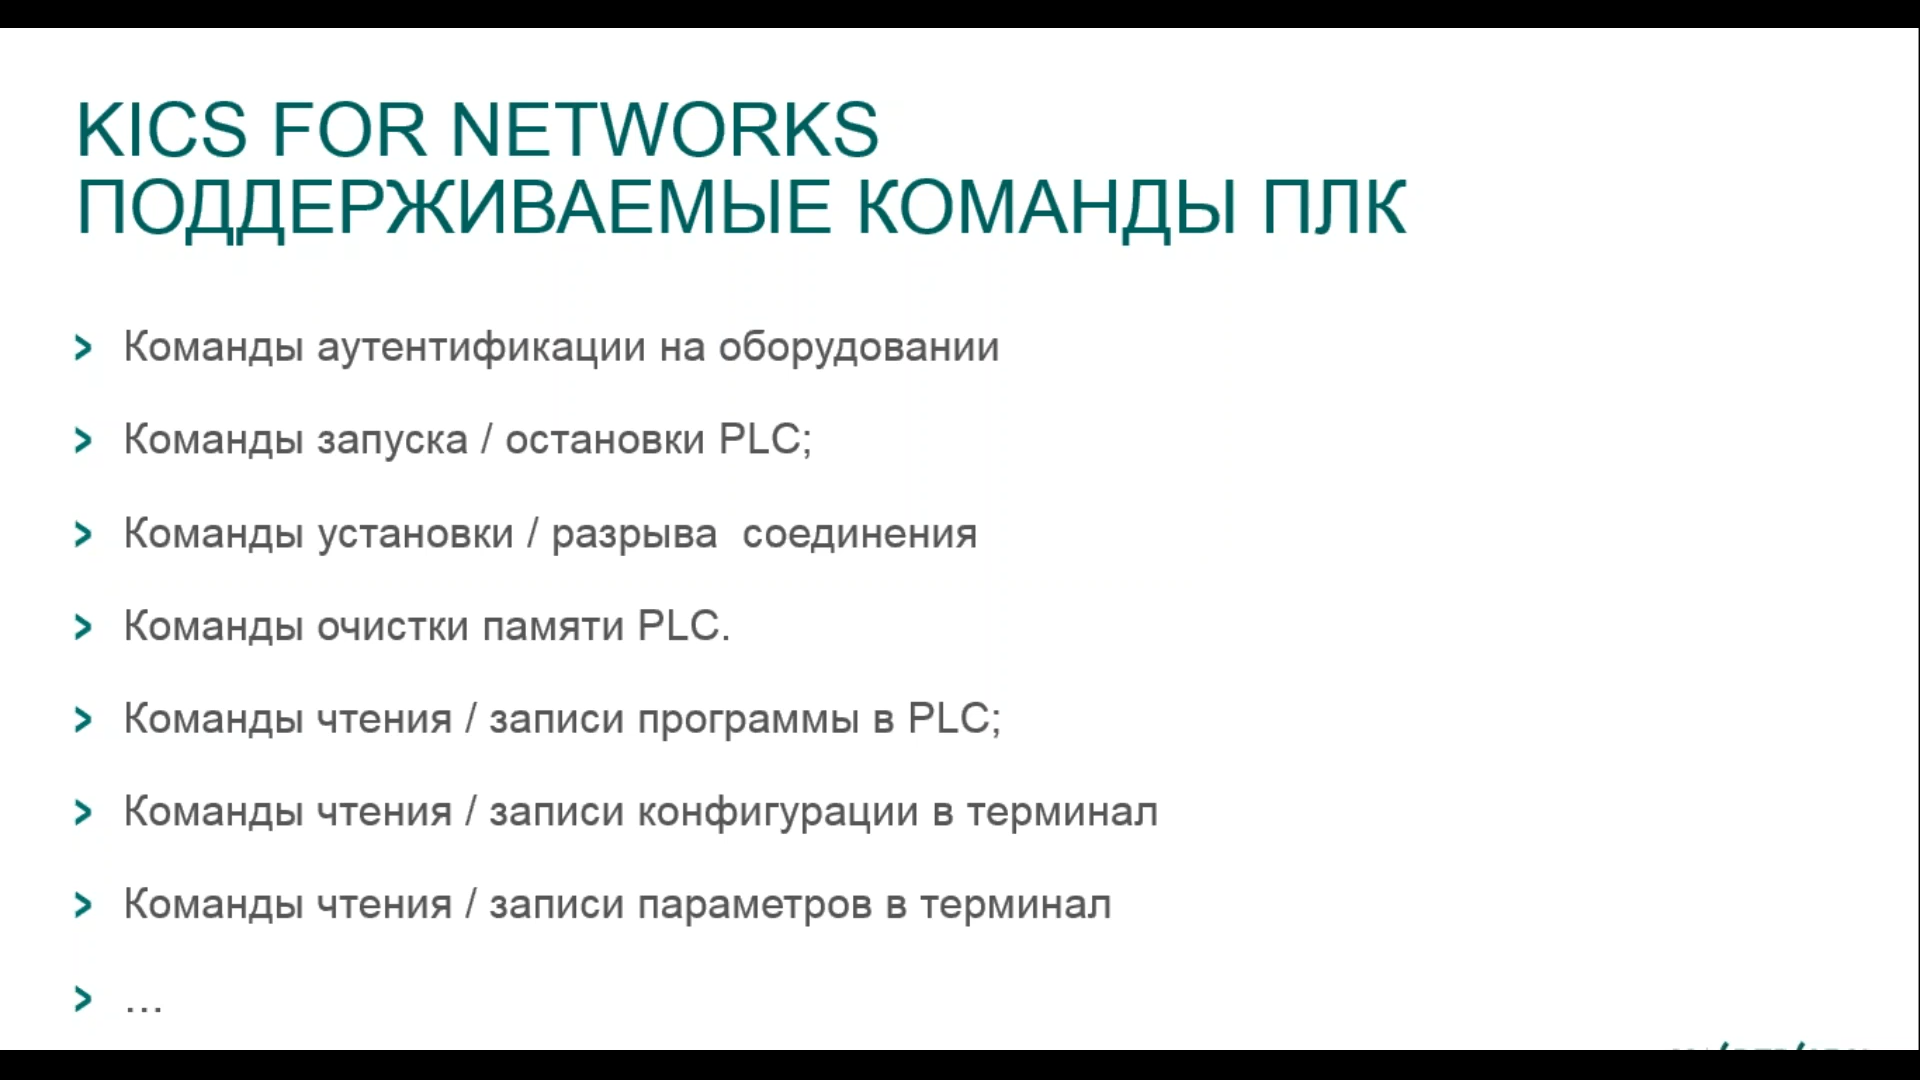 KICS FOR NETWORKS
ПОДДЕРЖИВАЕМЫЕ КОМАНДЫ ПЛК
> Команды аутентификации на оборудовании
> Команды запуска / остановки PLC;
> Команды установки / разрыва  соединения
> Команды очистки памяти PLC.
> Команды чтения / записи программы в PLC;
> Команды чтения / записи конфигурации в терминал
> Команды чтения / записи параметров в терминал
> ...